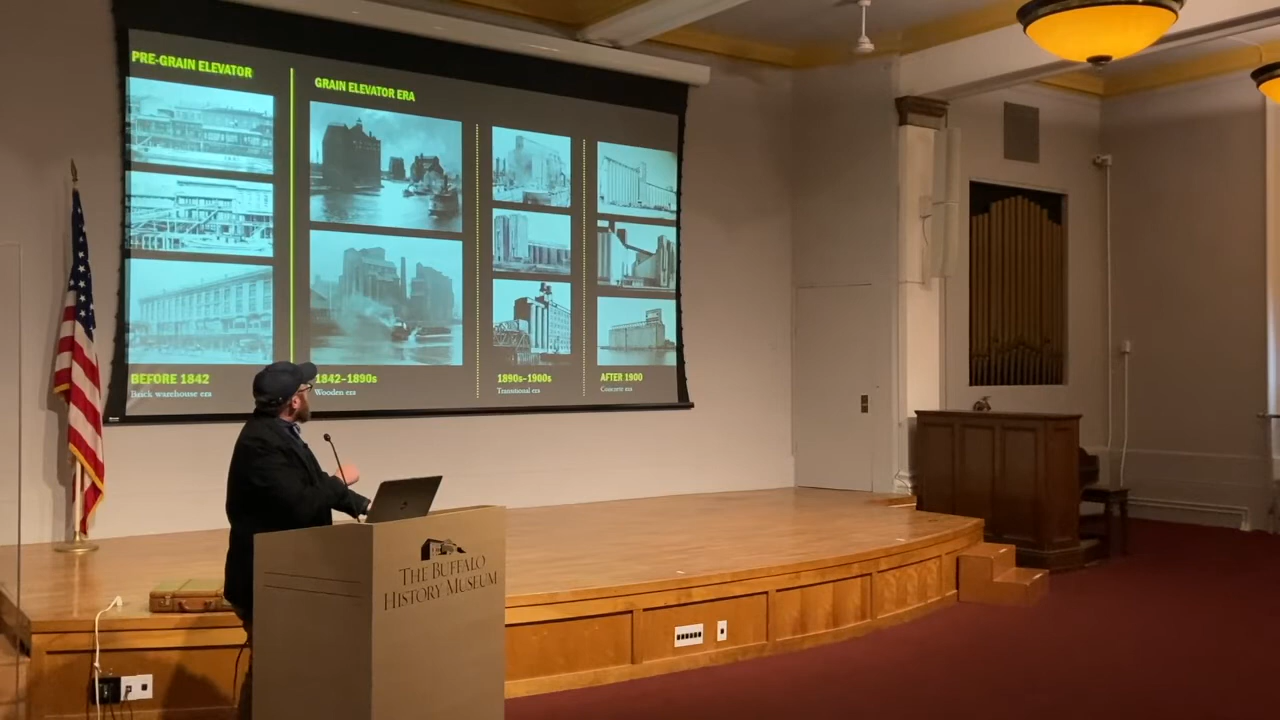 PRE-GRAIN ELEVATOR
GRAIN ELEVATOR ERA
BEFORE 1842
Brick warehouse era
1842–1890s
Wooden era
1890s–1900s
Transitional era
AFTER 1900
Concrete era
THE BUFFALO
HISTORY MUSEUM